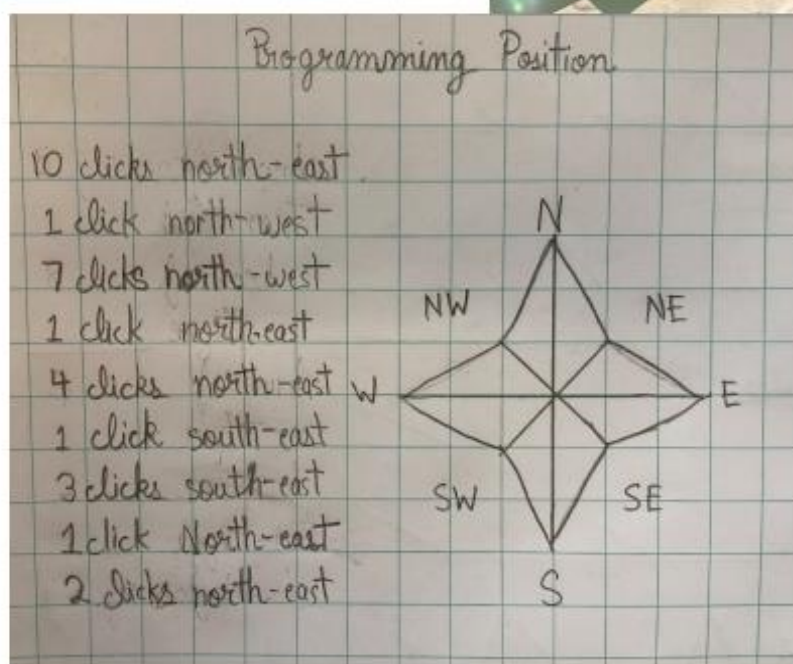 Programming Position
10 clicks north-east.
1 click north-west
7 clicks north-west
1 click north-east
4 clicks north-east
1 click south-east
3 clicks south-east
1 click North-east
2 clicks north-east
N
NW
NE
W
E
SW
SE
S